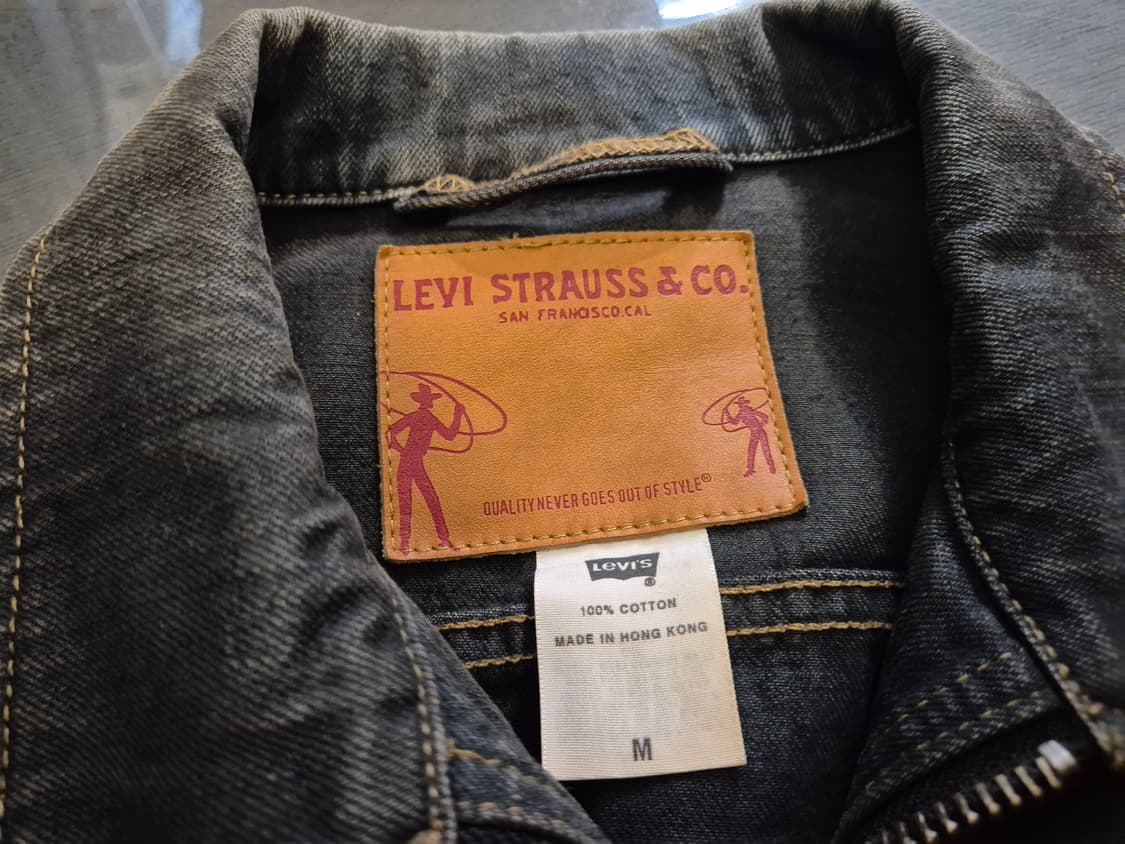 LEVI STRAUSS & CO.
SAN FRANCISCO.CAL
QUALITY NEVER GOES OUT OF STYLE®
LEVI'S®
100% COTTON
MADE IN HONG KONG
M